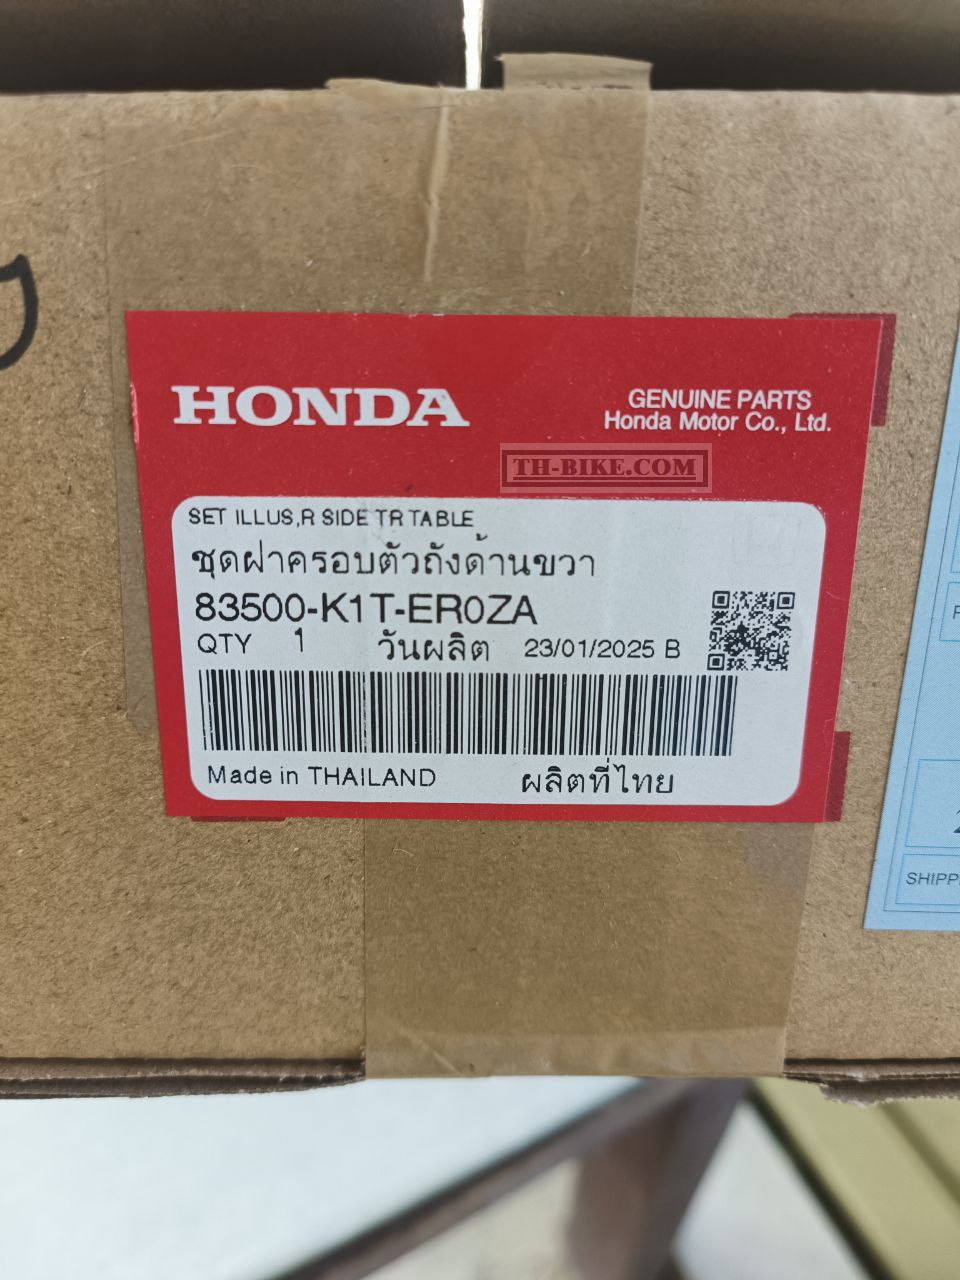 HONDA
GENUINE PARTS
Honda Motor Co., Ltd.
TH-BIKE.COM
SET ILLUS,R SIDE TR TABLE
ชุดฝาครอบตัวถังด้านขวา
83500-K1T-ER0ZA
QTY 1 วันผลิต 23/01/2025 B
Made in THAILAND ผลิตที่ไทย